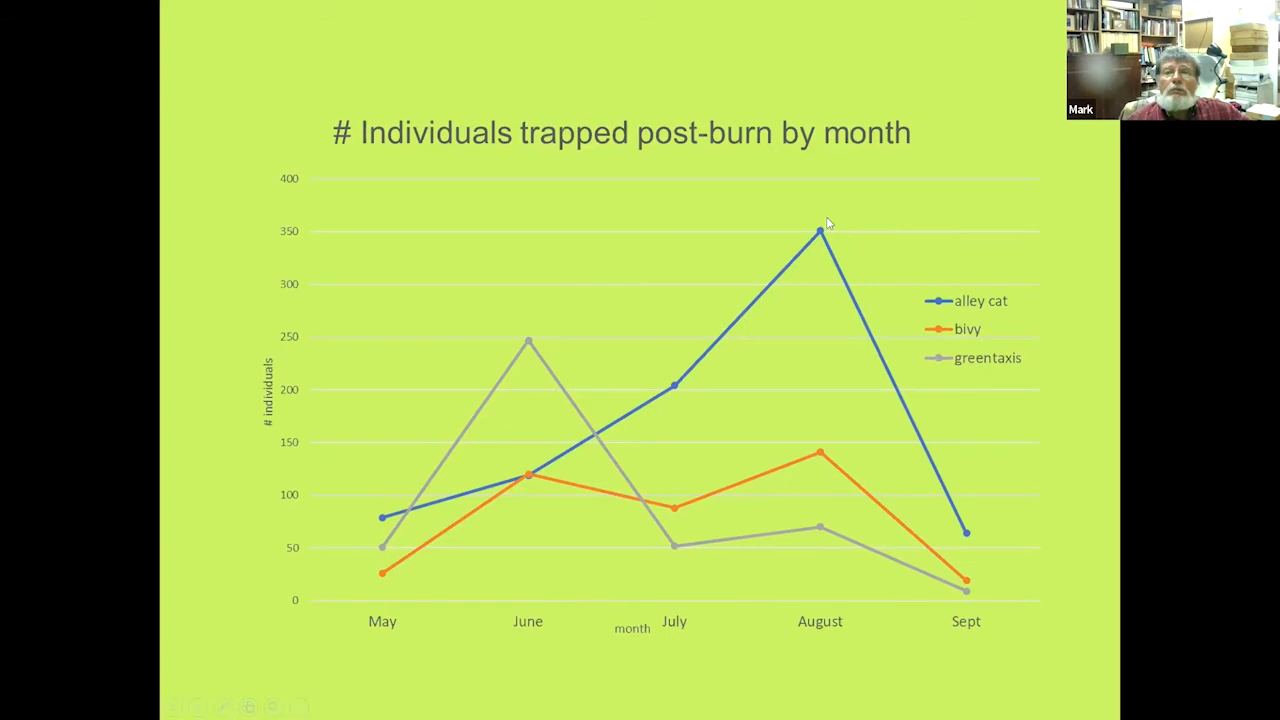 Mark
# Individuals trapped post-burn by month
400
350
300
250
200
150
100
50
0
# individuals
alley cat
bivy
greentaxis
May
June
July
August
Sept
month